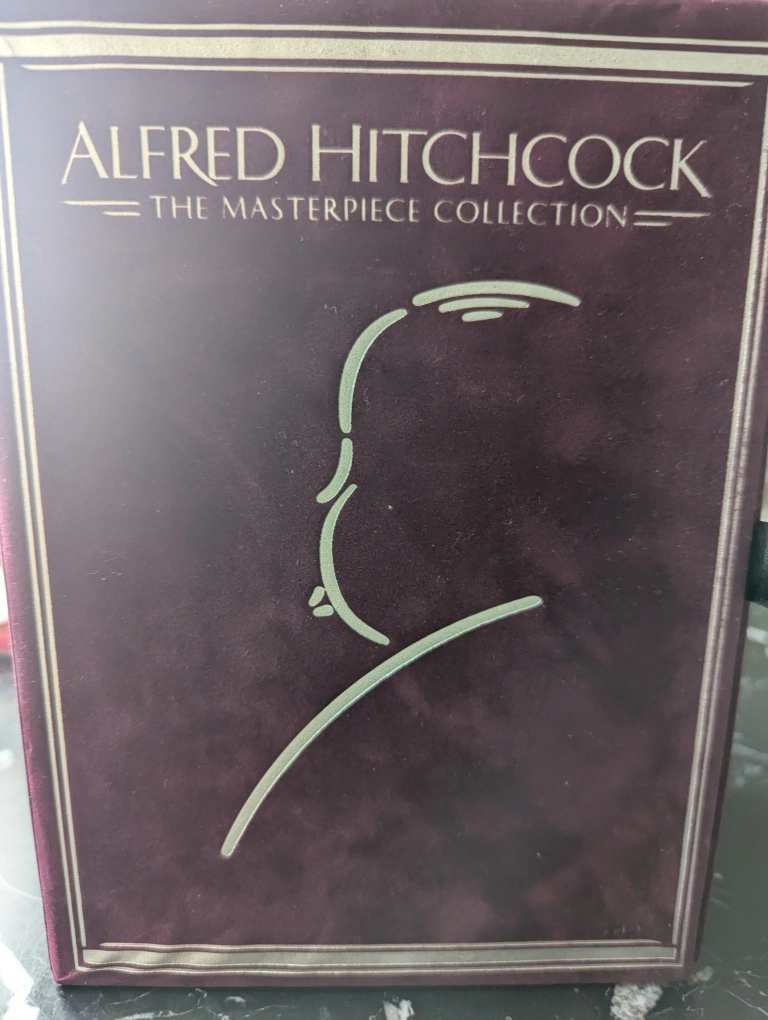 ALFRED HITCHCOCK
THE MASTERPIECE COLLECTION